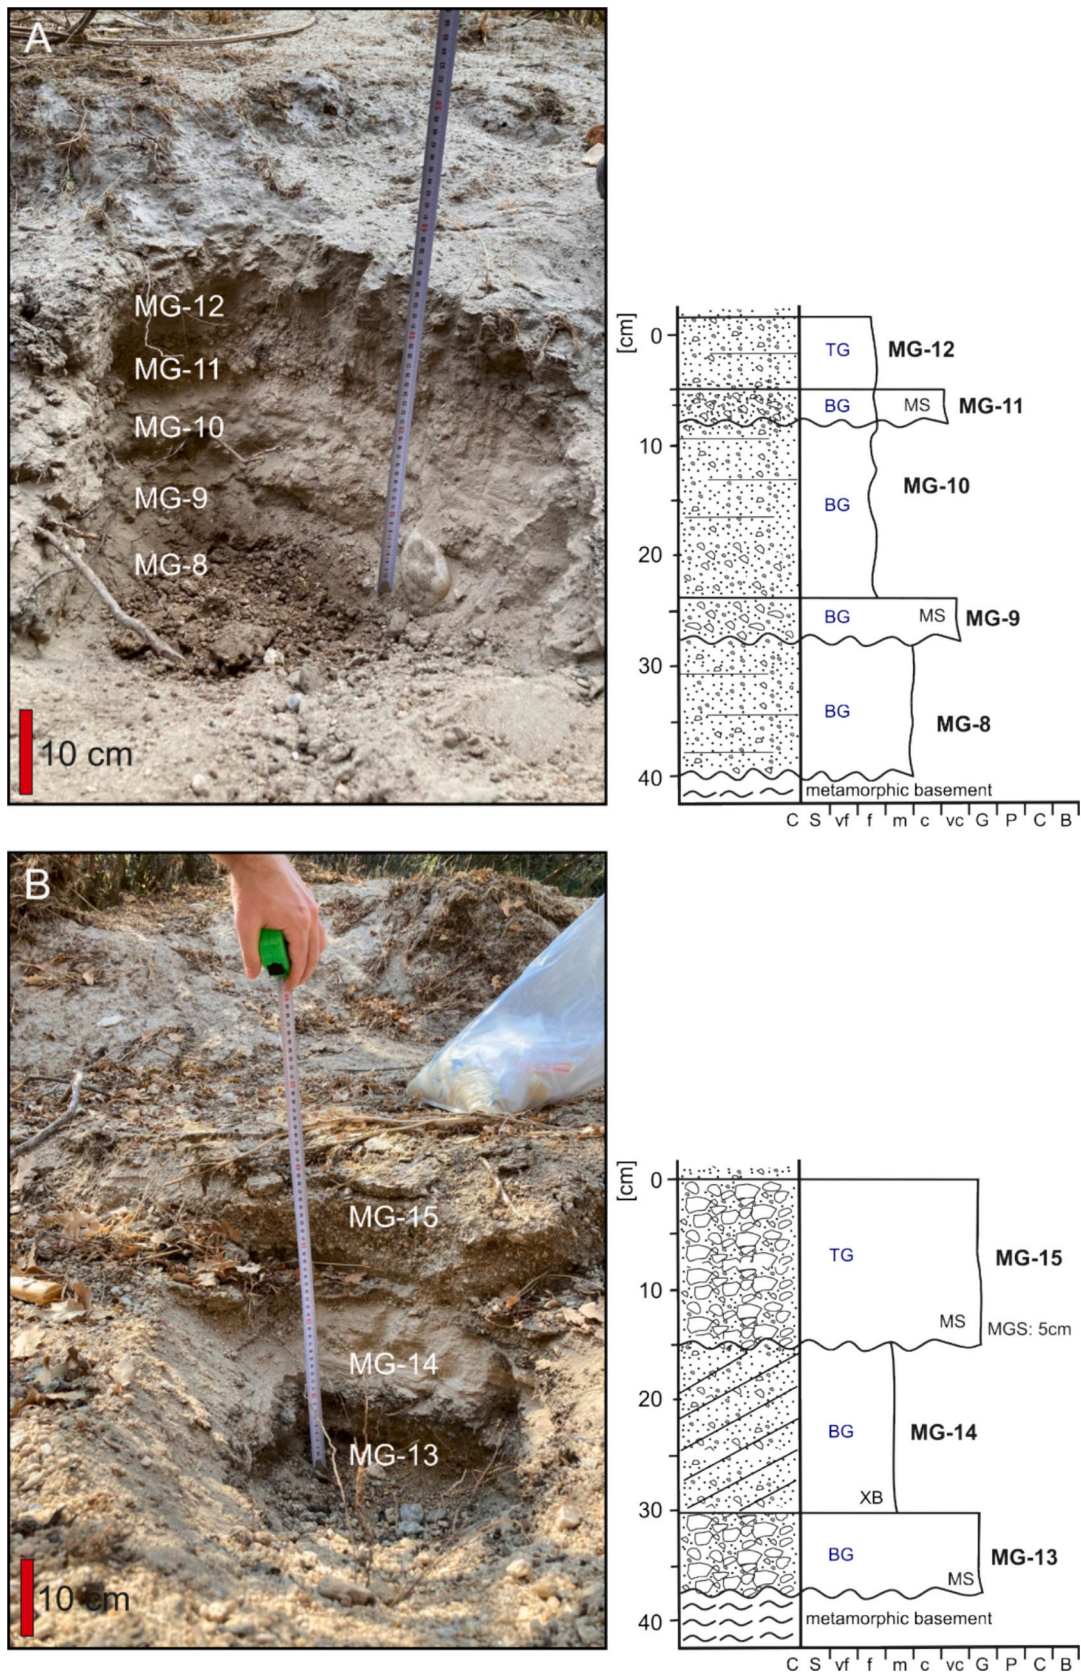 A
MG-12
MG-11
MG-10
MG-9
MG-8
10 cm
[cm]
0
10
20
30
40
TG
MG-12
BG
MS
MG-11
BG
MG-10
BG
MS
MG-9
BG
MG-8
metamorphic basement
C S vf f m c vc G P C B
B
MG-15
MG-14
MG-13
10 cm
[cm]
0
10
20
30
40
TG
MG-15
MS
MGS: 5cm
BG
MG-14
XB
BG
MG-13
MS
metamorphic basement
C S vf f m c vc G P C B